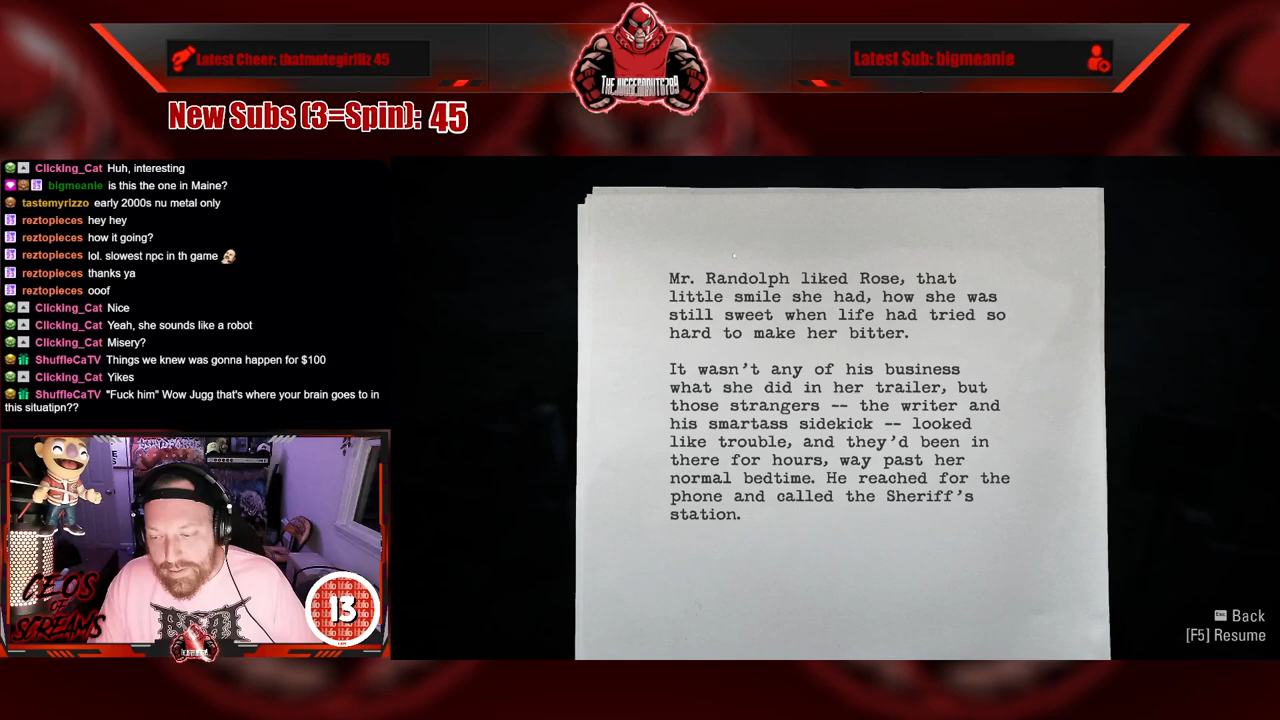 Latest Cheer: thatmutegirlliz 45
THEJUGGERNAUT6789
Latest Sub: bigmeanie
New Subs (3=Spin): 45
Clicking_Cat Huh, interesting
bigmeanie is this the one in Maine?
tastemyrizzo early 2000s nu metal only
reztopieces hey hey
reztopieces how it going?
reztopieces lol. slowest npc in th game
reztopieces thanks ya
reztopieces ooof
Clicking_Cat Nice
Clicking_Cat Yeah, she sounds like a robot
Clicking_Cat Misery?
ShuffleCaTV Things we knew was gonna happen for $100
Clicking_Cat Yikes
ShuffleCaTV "Fuck him" Wow Jugg that's where your brain goes to in
this situatipn??
Mr. Randolph liked Rose, that
little smile she had, how she was
still sweet when life had tried so
hard to make her bitter.
It wasn't any of his business
what she did in her trailer, but
those strangers -- the writer and
his smartass sidekick -- looked
like trouble, and they'd been in
there for hours, way past her
normal bedtime. He reached for the
phone and called the Sheriff's
station.
CEO'S
OF
SCREAMS
13
Esc Back
[F5] Resume